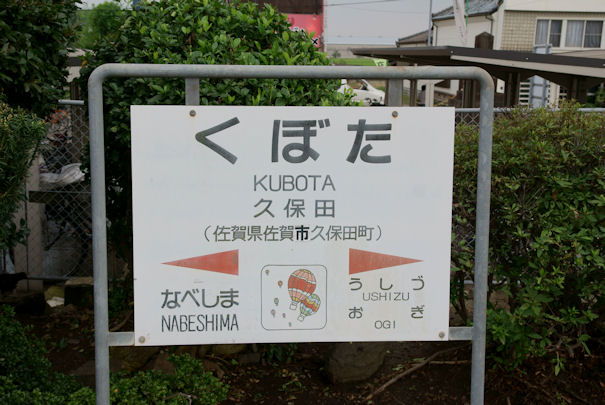 くぼた
KUBOTA
久保田
（佐賀県佐賀市久保田町）
なべしま
NABESHIMA
うしづ
USHIZU
おぎ
OGI